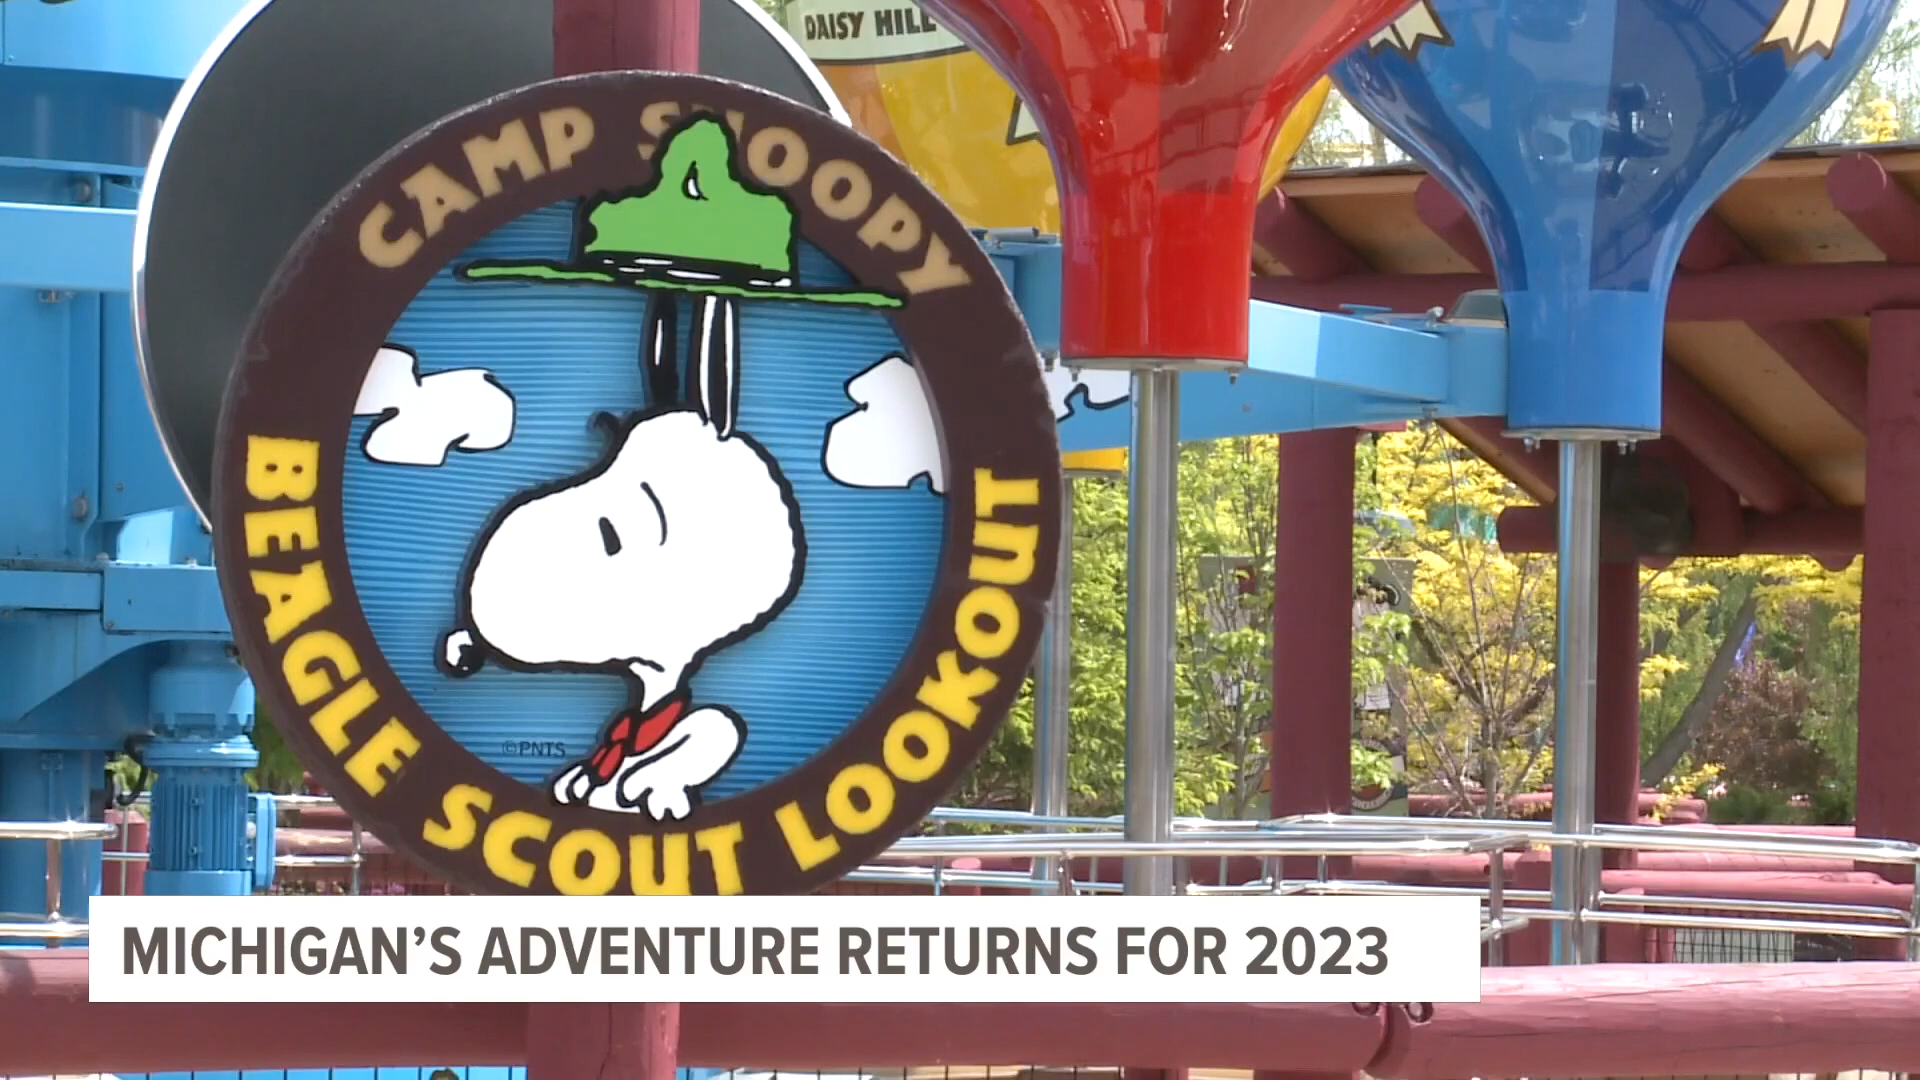 DAISY HILL
CAMP SNOOPY
BEAGLE SCOUT LOOKOUT
©PNTS
MICHIGAN’S ADVENTURE RETURNS FOR 2023